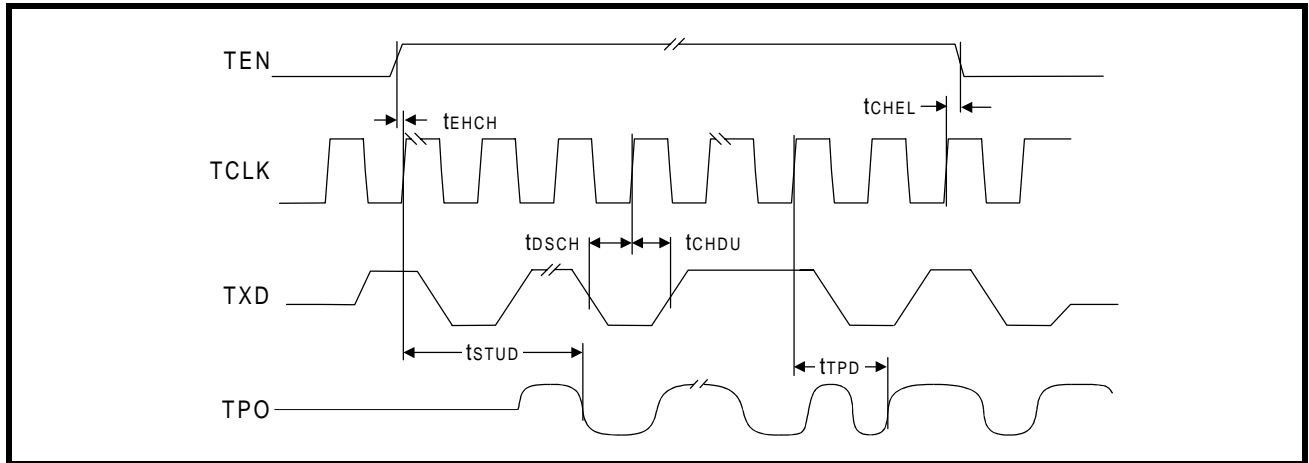 TEN
tCHEL
tEHCH
TCLK
tDSCH
tCHDU
TXD
tSTUD
tTPD
TPO